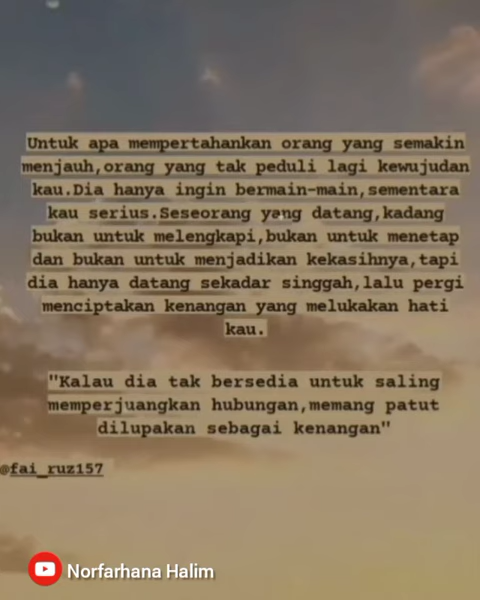 Untuk apa mempertahankan orang yang semakin
menjauh,orang yang tak peduli lagi kewujudan
kau.Dia hanya ingin bermain-main,sementara
kau serius.Seseorang yang datang,kadang
bukan untuk melengkapi,bukan untuk menetap
dan bukan untuk menjadikan kekasihnya,tapi
dia hanya datang sekadar singgah,lalu pergi
menciptakan kenangan yang melukakan hati
kau.
"Kalau dia tak bersedia untuk saling
memperjuangkan hubungan,memang patut
dilupakan sebagai kenangan"
@fai_ruz157
Norfarhana Halim